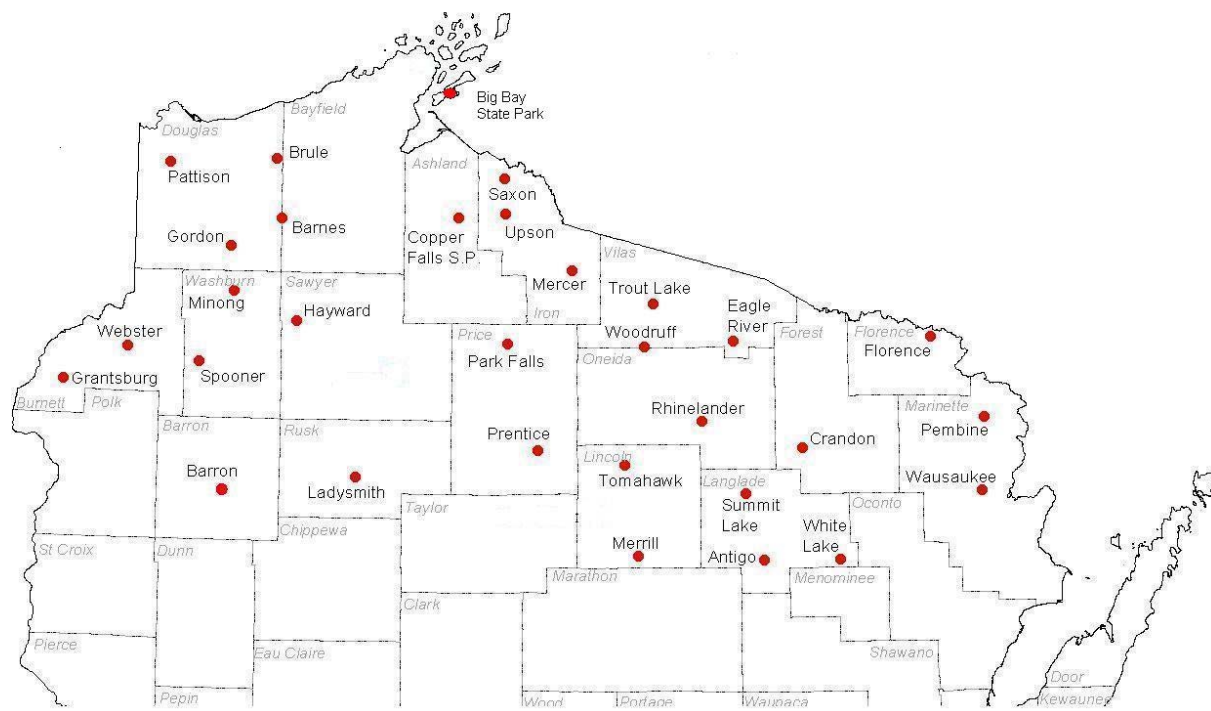 Big Bay
State Park
Bayfield
Douglas
Brule
Pattison
Ashland
Saxon
Barnes
Upson
Gordon
Copper
Falls S.P.
Vilas
Washburn
Sawyer
Mercer
Trout Lake
Minong
Hayward
Iron
Eagle
River
Webster
Price
Woodruff
Forest
Florence
Park Falls
Oneida
Florence
Grantsburg
Spooner
Burnett
Polk
Rhinelander
Marinette
Barron
Rusk
Prentice
Crandon
Pembine
Lincoln
Barron
Tomahawk
Langlade
Wausaukee
Ladysmith
Taylor
Summit
Lake
Oconto
Chippewa
White
Lake
St Croix
Dunn
Merrill
Antigo
Marathon
Menominee
Clark
Pierce
Eau Claire
Shawano
Door
Pepin
Wood
Portage
Waupaca
Kewaunee